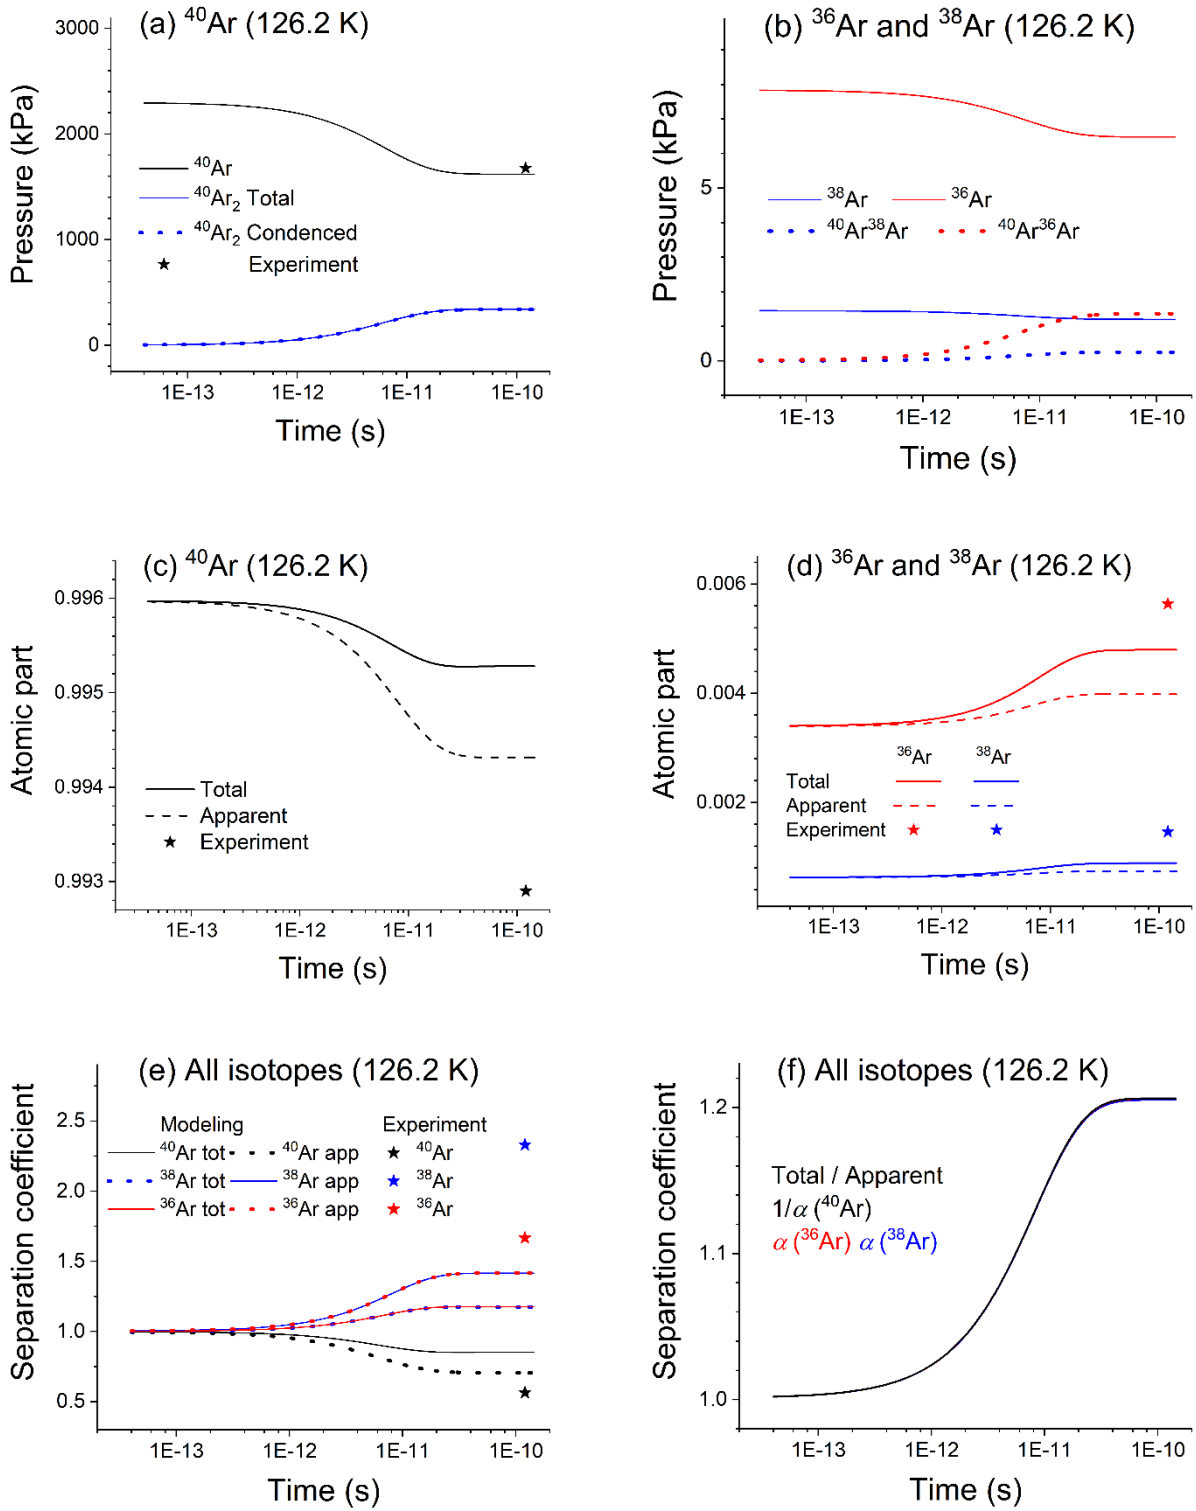 (a) ⁴⁰Ar (126.2 K)
3000
2000
1000
0
Pressure (kPa)
⁴⁰Ar
⁴⁰Ar₂ Total
⁴⁰Ar₂ Condenced
Experiment
1E-13 1E-12 1E-11 1E-10
Time (s)
(b) ³⁶Ar and ³⁸Ar (126.2 K)
5
0
Pressure (kPa)
³⁸Ar ³⁶Ar
⁴⁰Ar³⁸Ar ⁴⁰Ar³⁶Ar
1E-13 1E-12 1E-11 1E-10
Time (s)
(c) ⁴⁰Ar (126.2 K)
0.996
0.995
0.994
0.993
Atomic part
Total
Apparent
Experiment
1E-13 1E-12 1E-11 1E-10
Time (s)
(d) ³⁶Ar and ³⁸Ar (126.2 K)
0.006
0.004
0.002
Atomic part
³⁶Ar ³⁸Ar
Total
Apparent
Experiment
1E-13 1E-12 1E-11 1E-10
Time (s)
(e) All isotopes (126.2 K)
2.5
2.0
1.5
1.0
0.5
Separation coefficient
Modeling Experiment
⁴⁰Ar tot ⁴⁰Ar app ⁴⁰Ar
³⁸Ar tot ³⁸Ar app ³⁸Ar
³⁶Ar tot ³⁶Ar app ³⁶Ar
1E-13 1E-12 1E-11 1E-10
Time (s)
(f) All isotopes (126.2 K)
1.2
1.1
1.0
Separation coefficient
Total / Apparent
1/α (⁴⁰Ar)
α (³⁶Ar) α (³⁸Ar)
1E-13 1E-12 1E-11 1E-10
Time (s)